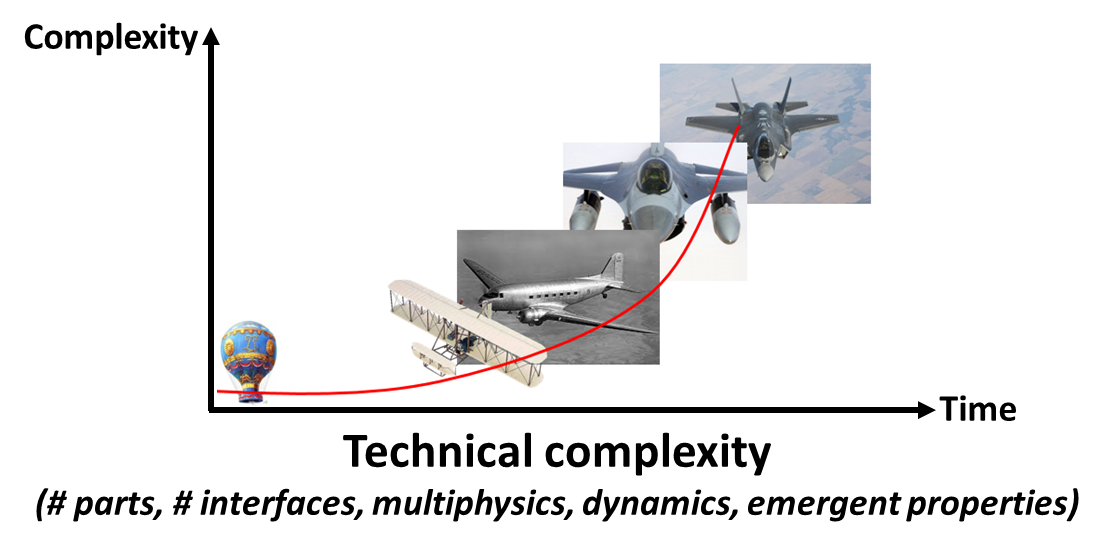 Complexity
Time
Technical complexity
(# parts, # interfaces, multiphysics, dynamics, emergent properties)